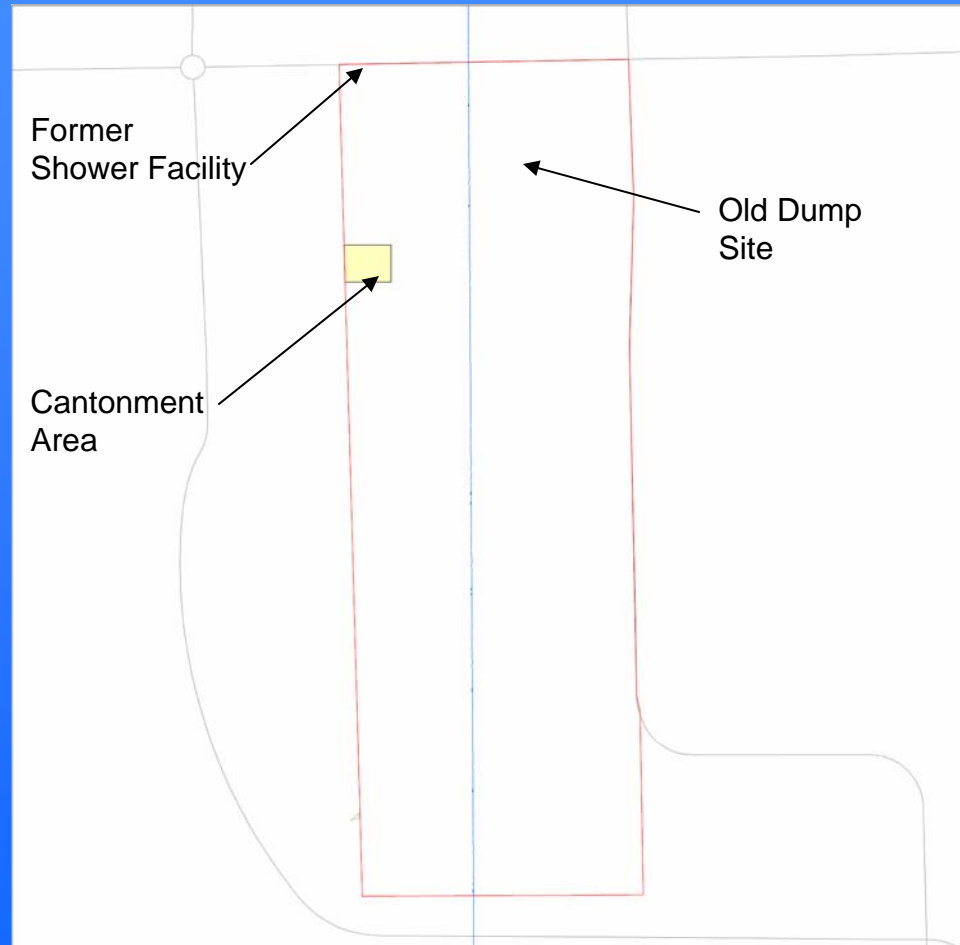 Former
Shower Facility
Old Dump
Site
Cantonment
Area